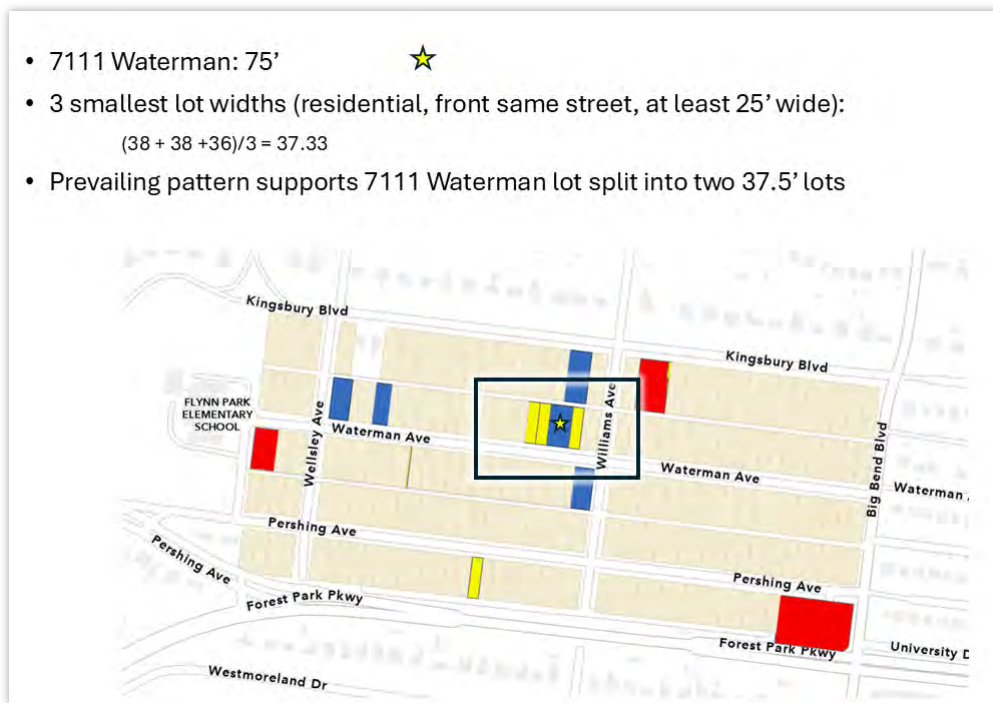 • 7111 Waterman: 75’
• 3 smallest lot widths (residential, front same street, at least 25’ wide):
(38 + 38 +36)/3 = 37.33
• Prevailing pattern supports 7111 Waterman lot split into two 37.5’ lots
Kingsbury Blvd
Kingsbury Blvd
FLYNN PARK
ELEMENTARY
SCHOOL
Wellsley Ave
Waterman Ave
Williams Ave
Waterman Ave
Big Bend Blvd
Waterman
Pershing Ave
Pershing Ave
Pershing Ave
Forest Park Pkwy
Forest Park Pkwy
University
Westmoreland Dr